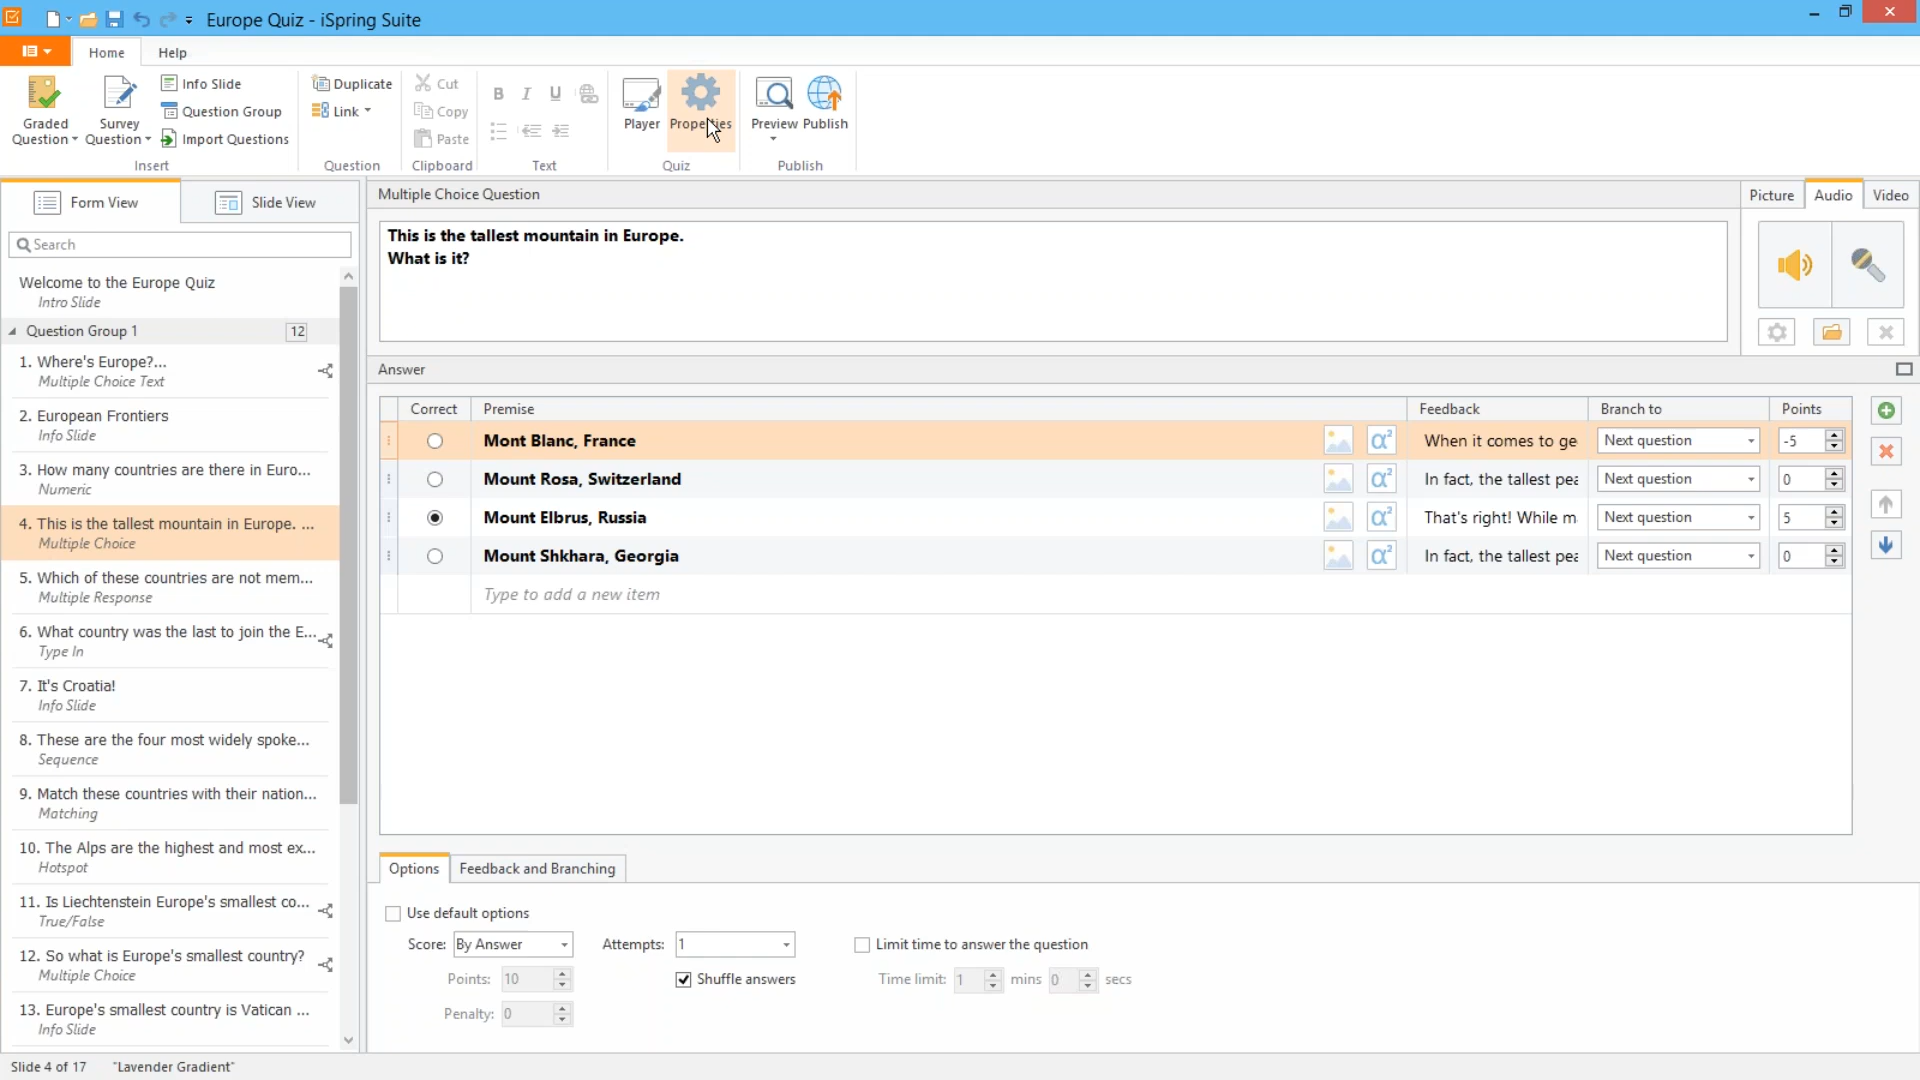 Europe Quiz - iSpring Suite
Home Help
Graded Question
Survey Question
Info Slide
Question Group
Import Questions
Insert
Duplicate
Link
Question
Cut
Copy
Paste
Clipboard
B I U
Text
Player Properties
Quiz
Preview Publish
Publish
Form View Slide View
Search
Welcome to the Europe Quiz
Intro Slide
Question Group 1 12
1. Where's Europe?...
Multiple Choice Text
2. European Frontiers
Info Slide
3. How many countries are there in Euro...
Numeric
4. This is the tallest mountain in Europe. ...
Multiple Choice
5. Which of these countries are not mem...
Multiple Response
6. What country was the last to join the E...
Type In
7. It's Croatia!
Info Slide
8. These are the four most widely spoke...
Sequence
9. Match these countries with their nation...
Matching
10. The Alps are the highest and most ex...
Hotspot
11. Is Liechtenstein Europe's smallest co...
True/False
12. So what is Europe's smallest country?
Multiple Choice
13. Europe's smallest country is Vatican ...
Info Slide
Multiple Choice Question
This is the tallest mountain in Europe.
What is it?
Picture Audio Video
Answer
Correct Premise Feedback Branch to Points
Mont Blanc, France α² When it comes to ge Next question -5
Mount Rosa, Switzerland α² In fact, the tallest pea Next question 0
Mount Elbrus, Russia α² That's right! While m Next question 5
Mount Shkhara, Georgia α² In fact, the tallest pea Next question 0
Type to add a new item
Options Feedback and Branching
Use default options
Score: By Answer Attempts: 1 Limit time to answer the question
Points: 10 Shuffle answers Time limit: 1 mins 0 secs
Penalty: 0
Slide 4 of 17 "Lavender Gradient"